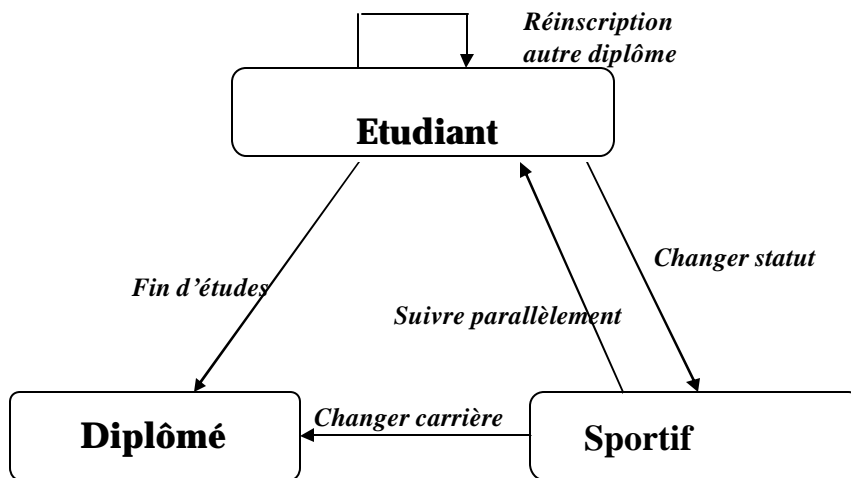 Réinscription
autre diplôme
Etudiant
Changer statut
Fin d'études
Suivre parallèlement
Changer carrière
Diplômé
Sportif